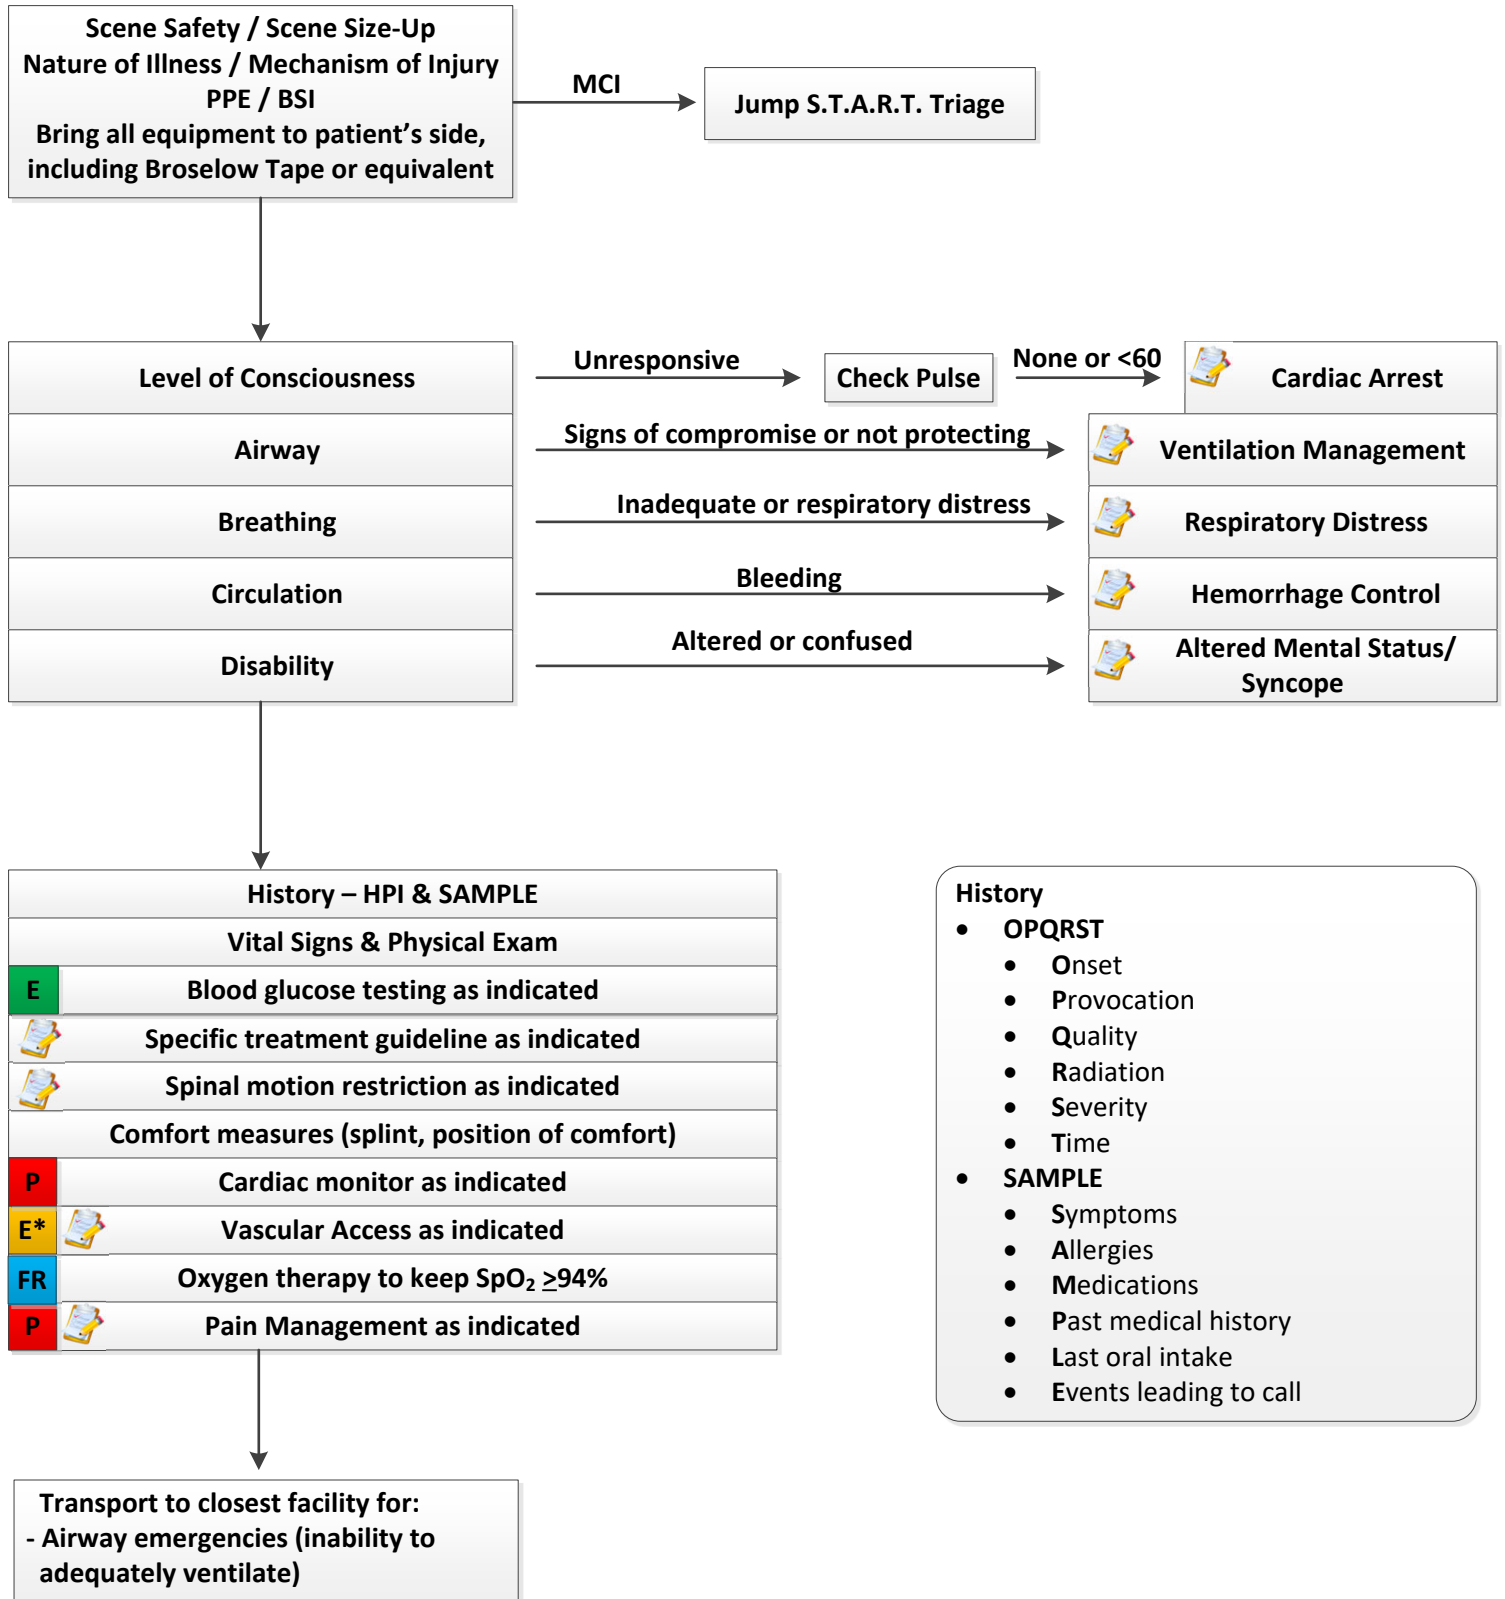 Scene Safety / Scene Size-Up
Nature of Illness / Mechanism of Injury
PPE / BSI
Bring all equipment to patient’s side,
including Broselow Tape or equivalent
MCI
Jump S.T.A.R.T. Triage
Level of Consciousness
Unresponsive
Check Pulse
None or <60
Cardiac Arrest
Airway
Signs of compromise or not protecting
Ventilation Management
Breathing
Inadequate or respiratory distress
Respiratory Distress
Circulation
Bleeding
Hemorrhage Control
Disability
Altered or confused
Altered Mental Status/
Syncope
History – HPI & SAMPLE
Vital Signs & Physical Exam
E Blood glucose testing as indicated
Specific treatment guideline as indicated
Spinal motion restriction as indicated
Comfort measures (splint, position of comfort)
P Cardiac monitor as indicated
E* Vascular Access as indicated
FR Oxygen therapy to keep SpO₂ ≥94%
P Pain Management as indicated
History
• OPQRST
• Onset
• Provocation
• Quality
• Radiation
• Severity
• Time
• SAMPLE
• Symptoms
• Allergies
• Medications
• Past medical history
• Last oral intake
• Events leading to call
Transport to closest facility for:
- Airway emergencies (inability to
adequately ventilate)